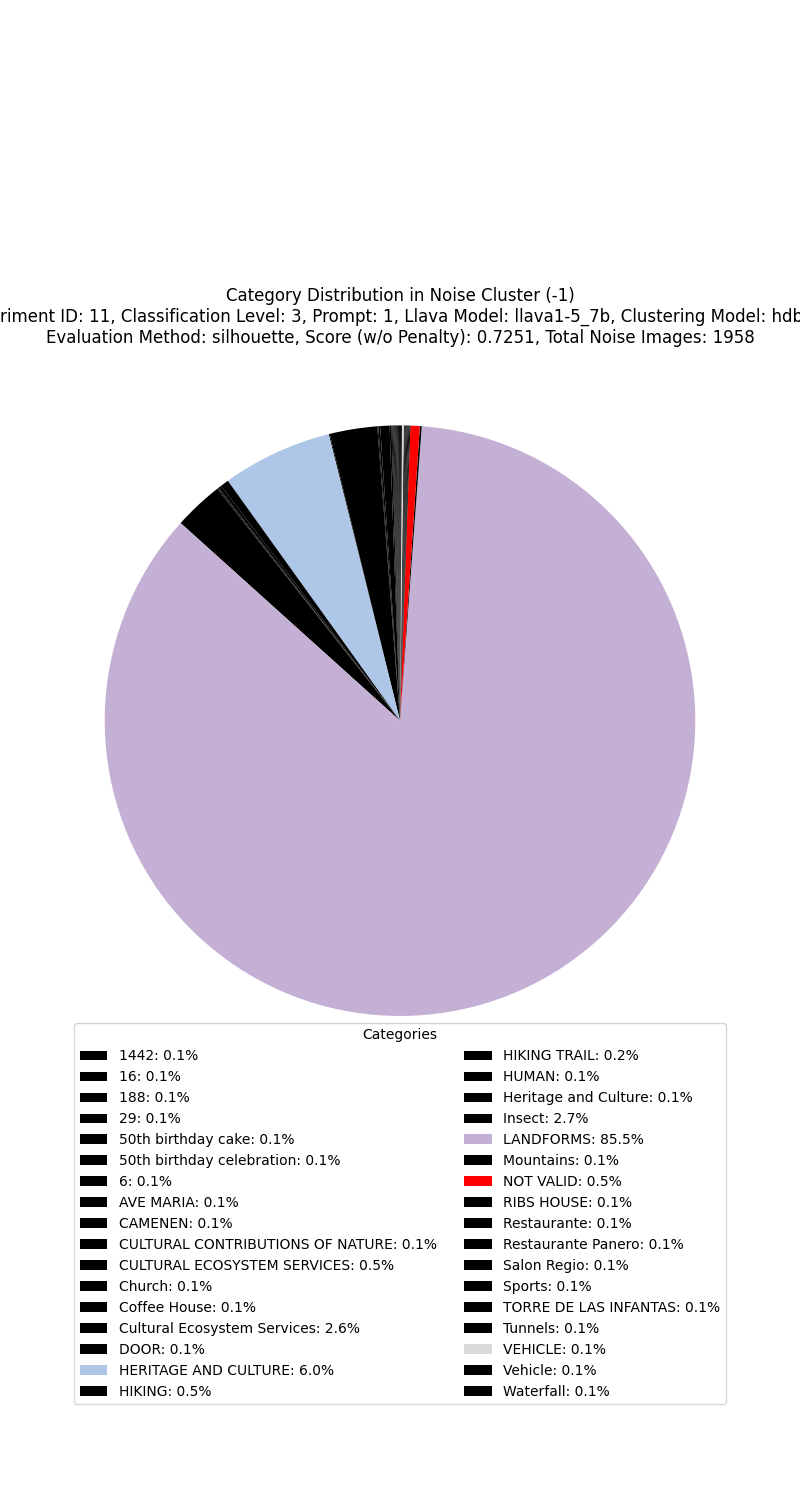 Category Distribution in Noise Cluster (-1)
riment ID: 11, Classification Level: 3, Prompt: 1, Llava Model: llava1-5_7b, Clustering Model: hdb
Evaluation Method: silhouette, Score (w/o Penalty): 0.7251, Total Noise Images: 1958
Categories
1442: 0.1%
16: 0.1%
188: 0.1%
29: 0.1%
50th birthday cake: 0.1%
50th birthday celebration: 0.1%
6: 0.1%
AVE MARIA: 0.1%
CAMENEN: 0.1%
CULTURAL CONTRIBUTIONS OF NATURE: 0.1%
CULTURAL ECOSYSTEM SERVICES: 0.5%
Church: 0.1%
Coffee House: 0.1%
Cultural Ecosystem Services: 2.6%
DOOR: 0.1%
HERITAGE AND CULTURE: 6.0%
HIKING: 0.5%
HIKING TRAIL: 0.2%
HUMAN: 0.1%
Heritage and Culture: 0.1%
Insect: 2.7%
LANDFORMS: 85.5%
Mountains: 0.1%
NOT VALID: 0.5%
RIBS HOUSE: 0.1%
Restaurante: 0.1%
Restaurante Panero: 0.1%
Salon Regio: 0.1%
Sports: 0.1%
TORRE DE LAS INFANTAS: 0.1%
Tunnels: 0.1%
VEHICLE: 0.1%
Vehicle: 0.1%
Waterfall: 0.1%